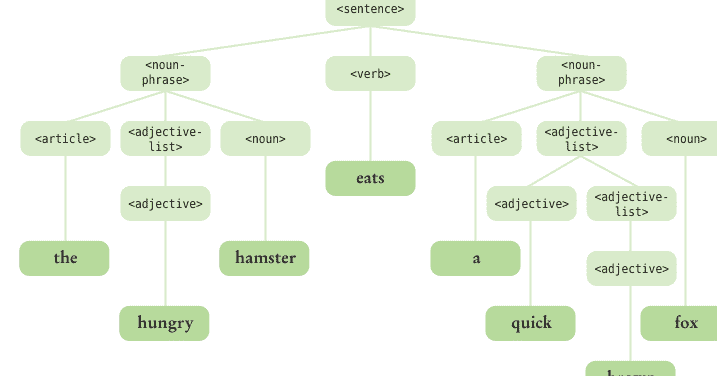 <sentence>
<noun-
phrase>
<verb>
<noun-
phrase>
<article>
<adjective-
list>
<noun>
<article>
<adjective-
list>
<noun>
eats
<adjective>
<adjective>
<adjective-
list>
the
hamster
a
<adjective>
hungry
quick
fox